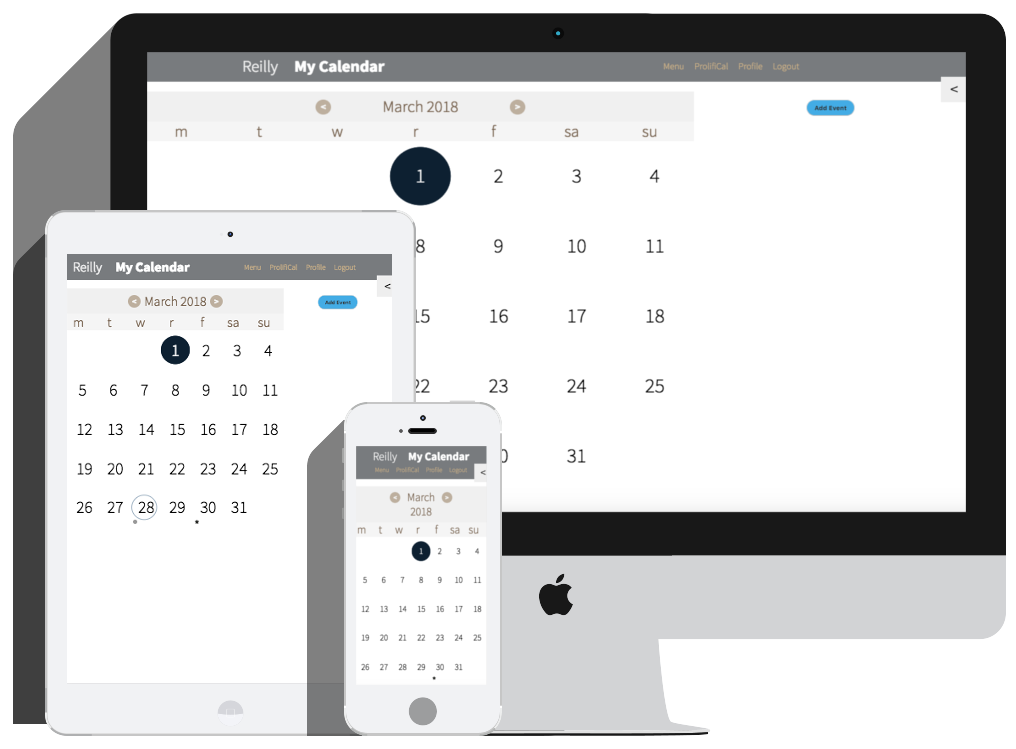 Reilly My Calendar Menu ProlifiCal Profile Logout
<
< March 2018 > Add Event
m t w r f sa su
1 2 3 4
8 9 10 11
15 16 17 18
22 23 24 25
31
Reilly My Calendar Menu ProlifiCal Profile Logout
<
< March 2018 > Add Event
m t w r f sa su
1 2 3 4
5 6 7 8 9 10 11
12 13 14 15 16 17 18
19 20 21 22 23 24 25
26 27 28 29 30 31
Reilly My Calendar
Menu ProlifiCal Profile Logout
<
< March >
2018
m t w r f sa su
1 2 3 4
5 6 7 8 9 10 11
12 13 14 15 16 17 18
19 20 21 22 23 24 25
26 27 28 29 30 31